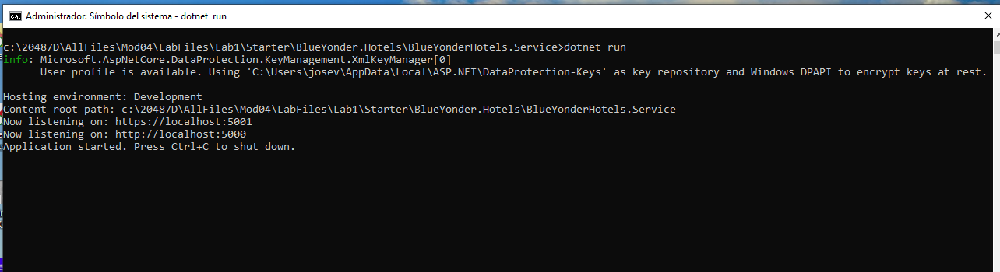 Administrador: Símbolo del sistema - dotnet run
c:\20487D\AllFiles\Mod04\LabFiles\Lab1\Starter\BlueYonder.Hotels\BlueYonderHotels.Service>dotnet run
info: Microsoft.AspNetCore.DataProtection.KeyManagement.XmlKeyManager[0]
      User profile is available. Using 'C:\Users\josev\AppData\Local\ASP.NET\DataProtection-Keys' as key repository and Windows DPAPI to encrypt keys at rest.
Hosting environment: Development
Content root path: c:\20487D\AllFiles\Mod04\LabFiles\Lab1\Starter\BlueYonder.Hotels\BlueYonderHotels.Service
Now listening on: https://localhost:5001
Now listening on: http://localhost:5000
Application started. Press Ctrl+C to shut down.